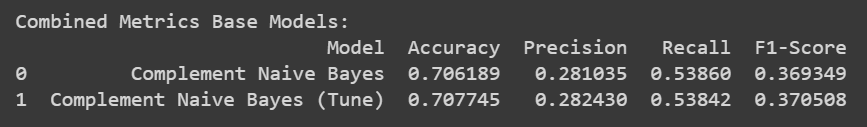 Combined Metrics Base Models:
Model Accuracy Precision Recall F1-Score
0 Complement Naive Bayes 0.706189 0.281035 0.53860 0.369349
1 Complement Naive Bayes (Tune) 0.707745 0.282430 0.53842 0.370508